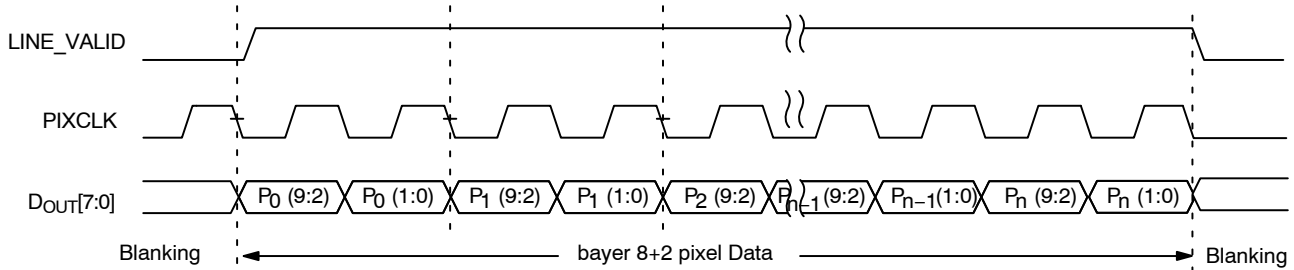 LINE_VALID
PIXCLK
DOUT[7:0] P0 (9:2) P0 (1:0) P1 (9:2) P1 (1:0) P2 (9:2) Pn−1 (9:2) Pn−1(1:0) Pn (9:2) Pn (1:0)
Blanking bayer 8+2 pixel Data Blanking